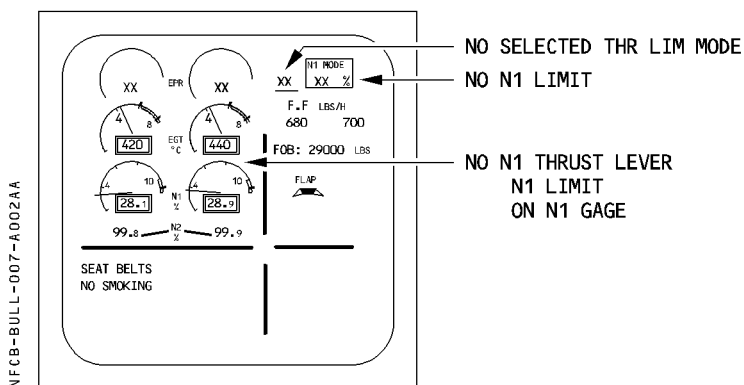 NO SELECTED THR LIM MODE
N1 MODE
XX EPR XX XX XX %
NO N1 LIMIT
F.F LBS/H
680 700
4 8 4 8
420 EGT °C 440
FOB: 29000 LBS
NO N1 THRUST LEVER
N1 LIMIT
ON N1 GAGE
4 10 4 10
FLAP
28.1 N1 % 28.9
99.8 N2 % 99.9
SEAT BELTS
NO SMOKING
NFCB-BULL-007-A002AA